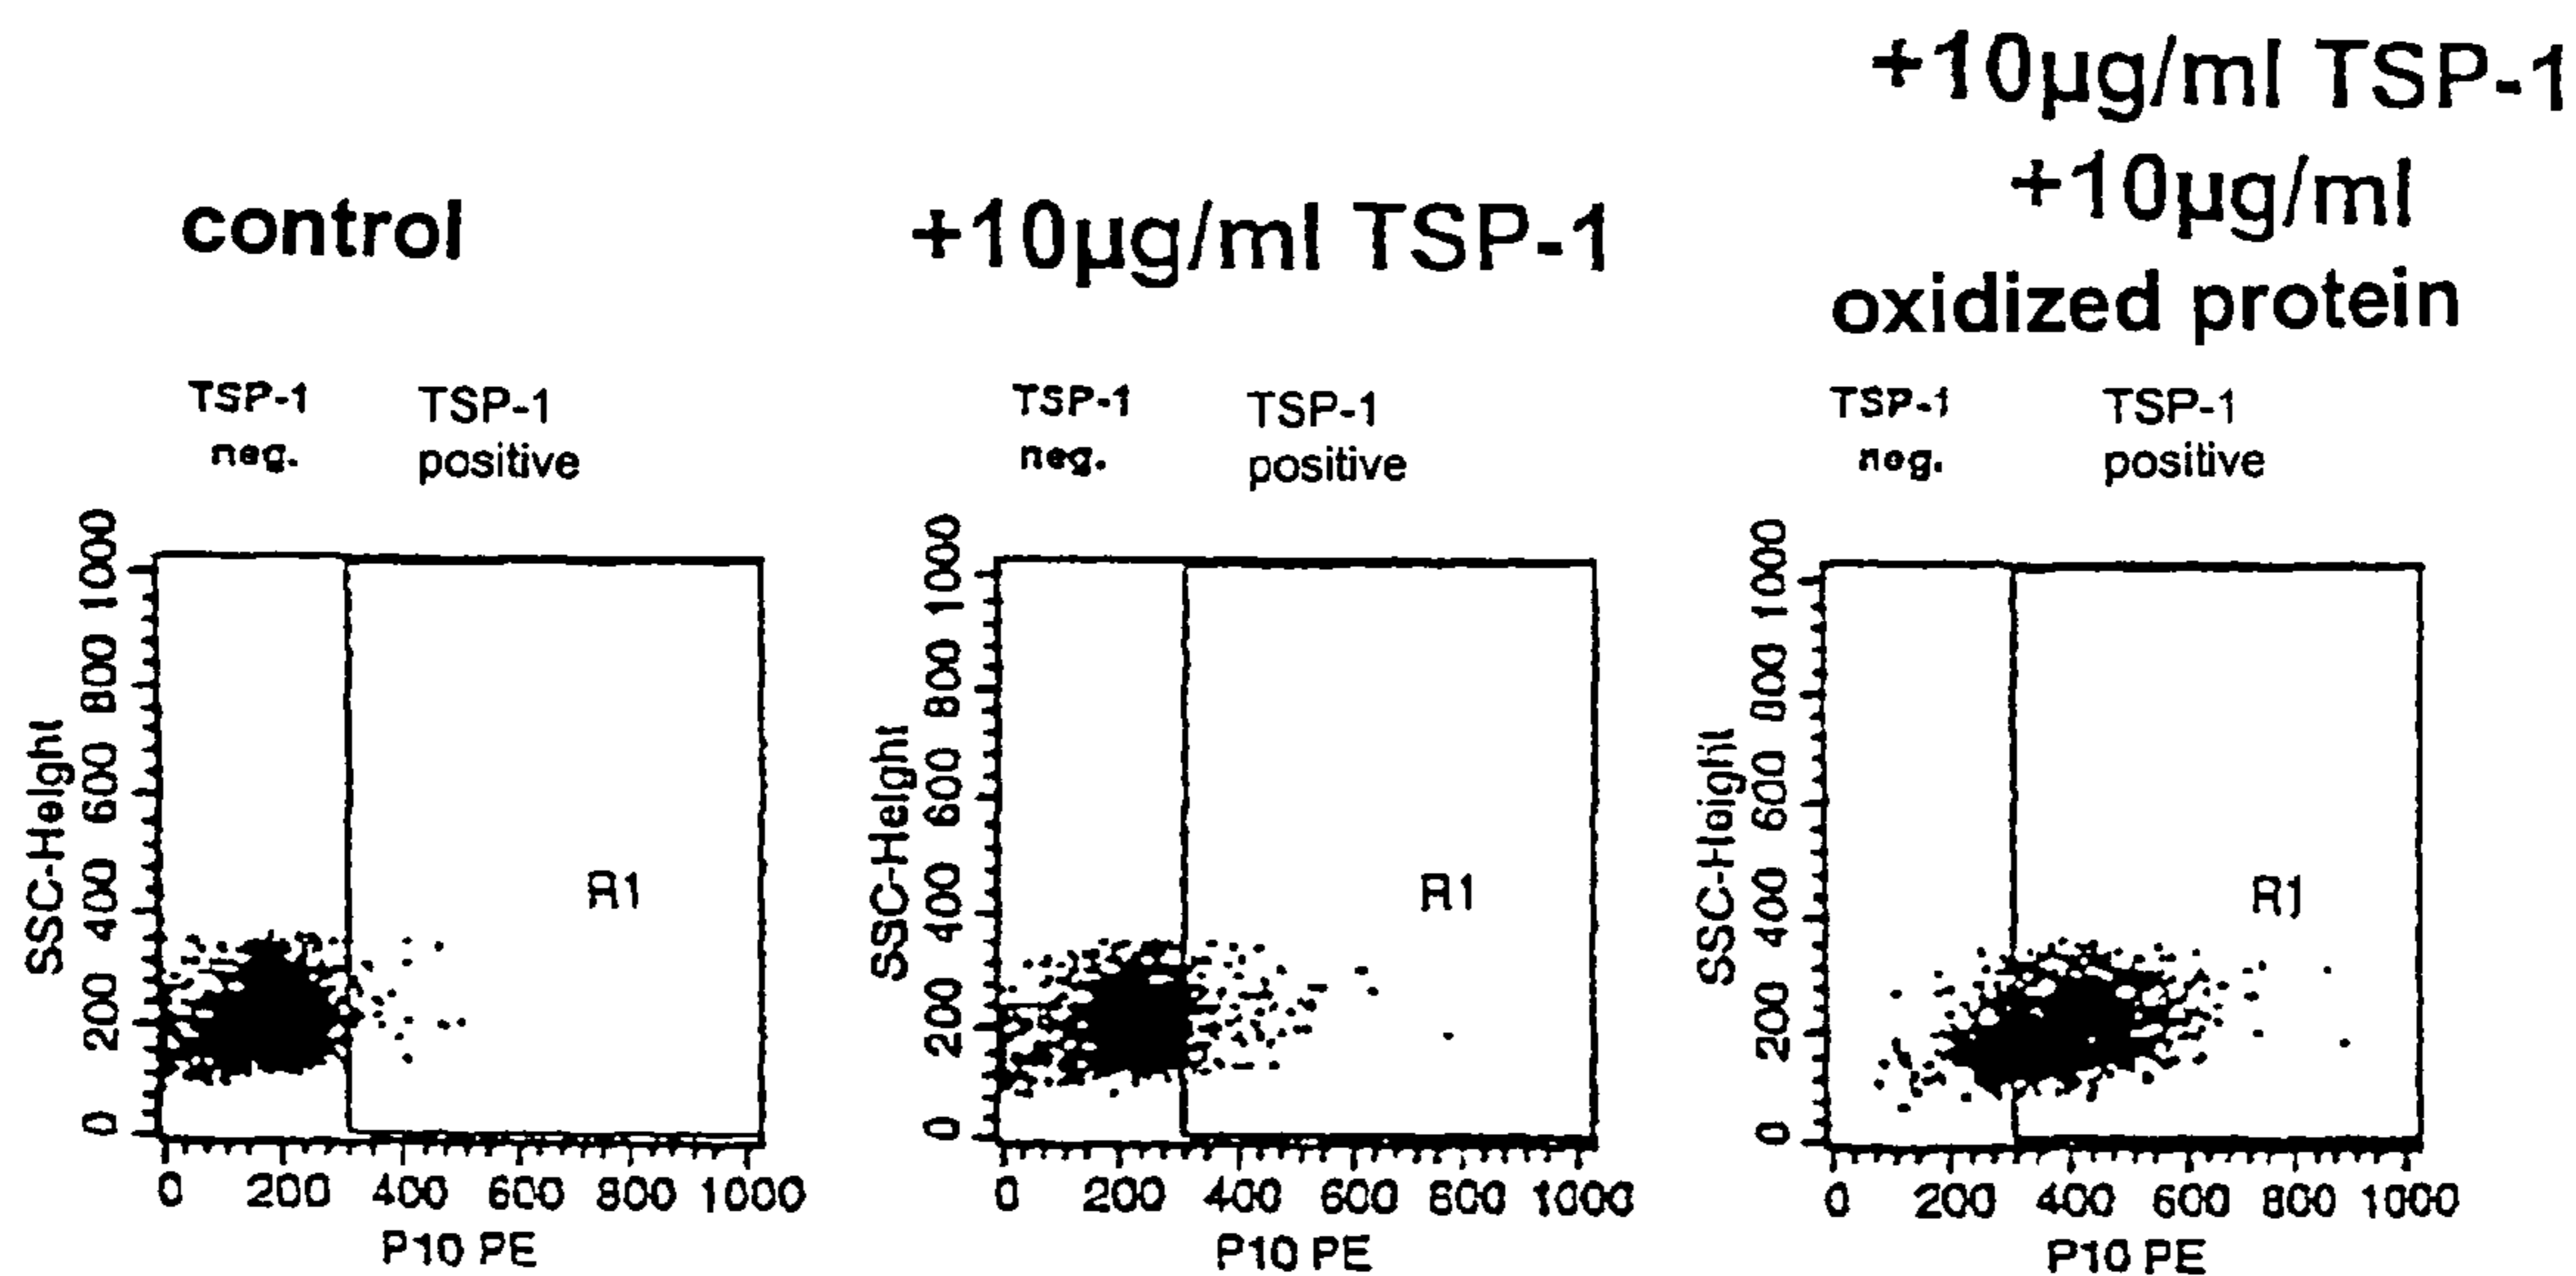 +10µg/ml TSP-1
+10µg/ml
oxidized protein
control
+10µg/ml TSP-1
TSP-1
neg.
TSP-1
positive
TSP-1
neg.
TSP-1
positive
TSP-1
neg.
TSP-1
positive
SSC-Height
1000
800
600
400
200
0
R1
0 200 400 600 800 1000
P10 PE
SSC-Height
1000
800
600
400
200
0
R1
0 200 400 600 800 1000
P10 PE
SSC-Height
1000
800
600
400
200
0
R1
0 200 400 600 800 1000
P10 PE